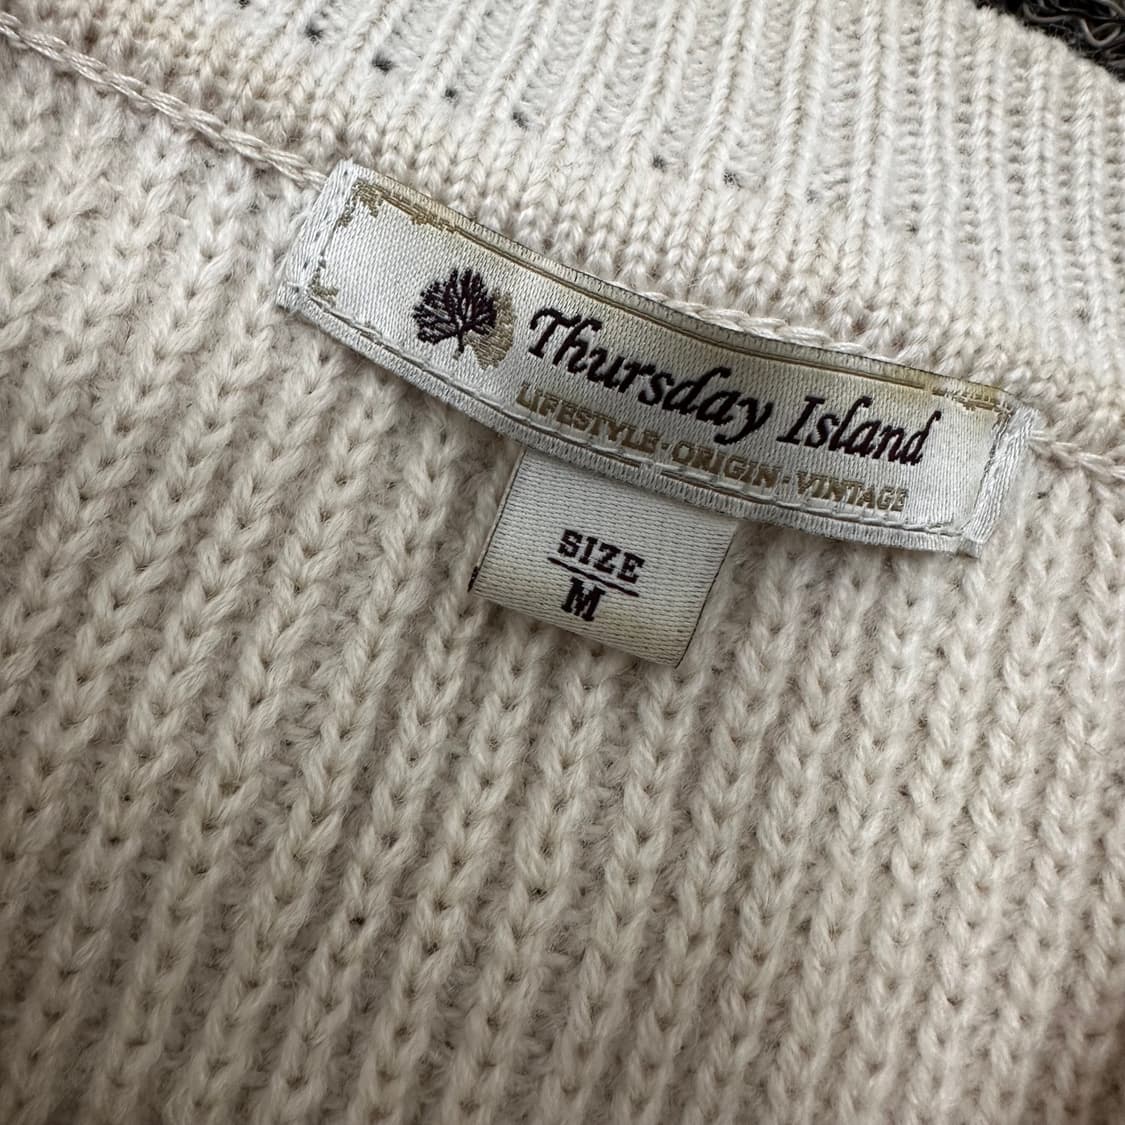 Thursday Island
LIFESTYLE·ORIGIN·VINTAGE
SIZE
M